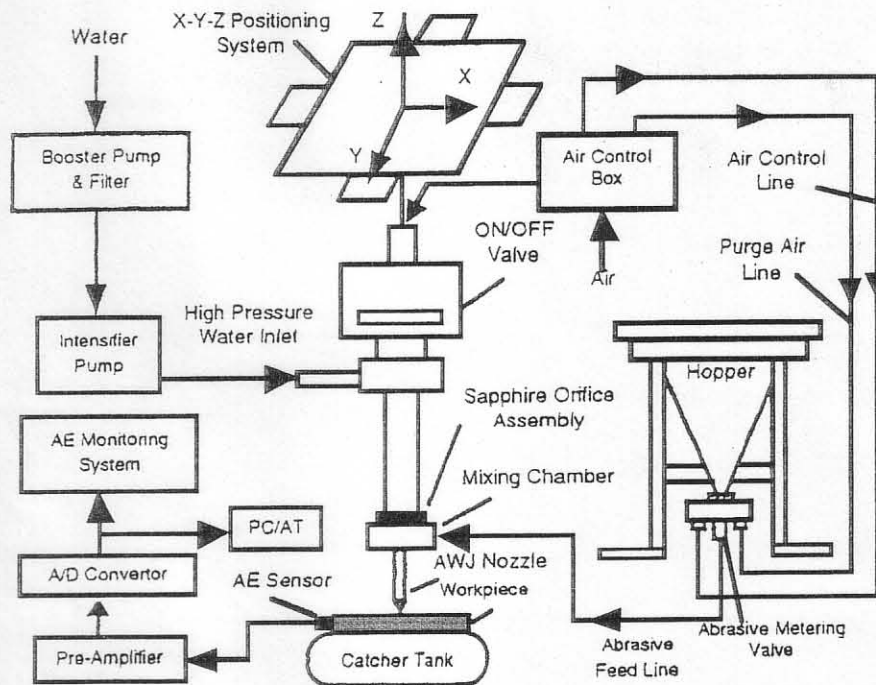 Water
X-Y-Z Positioning
System
Z
X
Y
Booster Pump
& Filter
Air Control
Box
Air Control
Line
ON/OFF
Valve
Air
Purge Air
Line
High Pressure
Water Inlet
Intensifier
Pump
Hopper
Sapphire Orifice
Assembly
AE Monitoring
System
Mixing Chamber
PC/AT
A/D Convertor
AWJ Nozzle
AE Sensor
Workpiece
Pre-Amplifier
Catcher Tank
Abrasive
Feed Line
Abrasive Metering
Valve